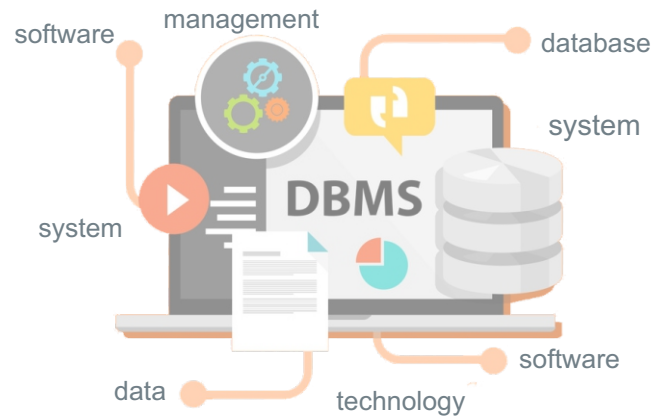 management
software
database
system
DBMS
system
software
data
technology